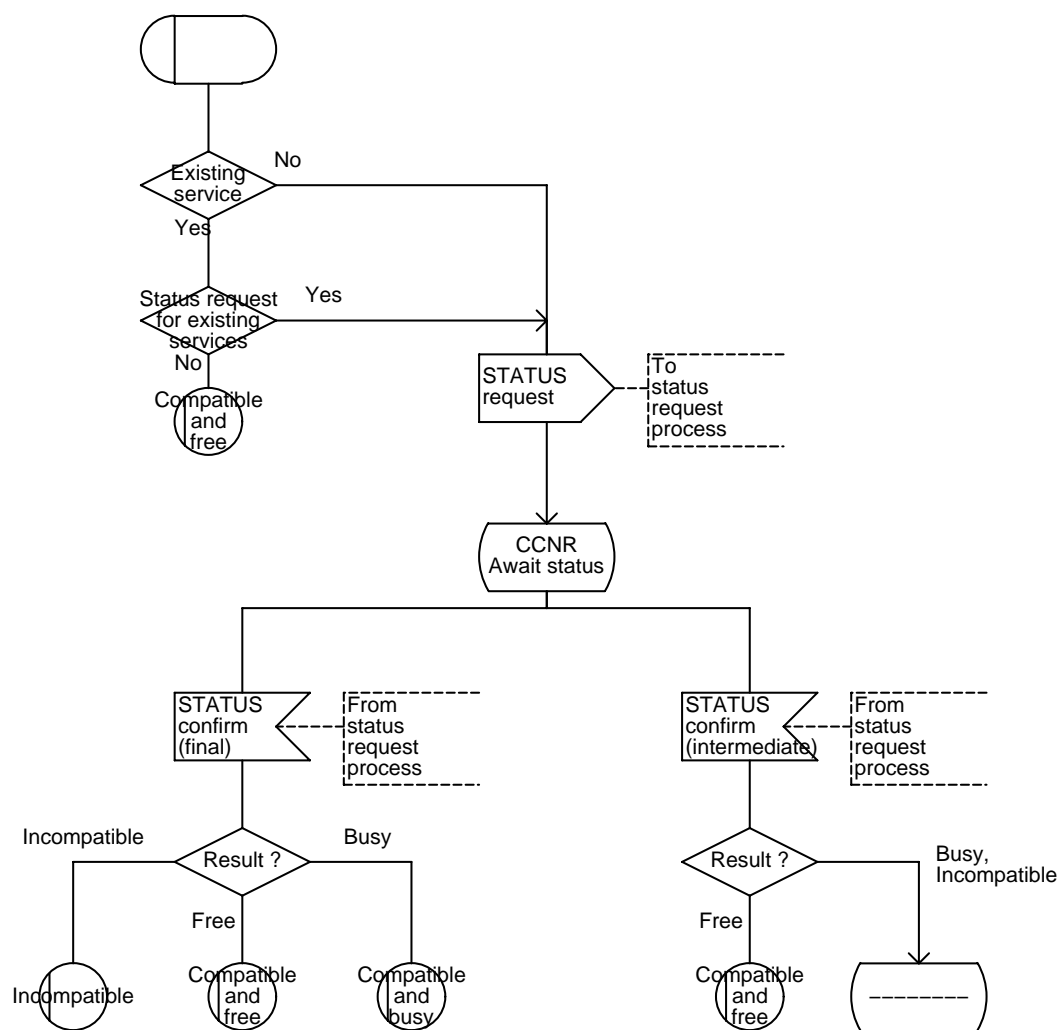 No
Existing
service
Yes
Status request
for existing
services
Yes
No
Compatible
and
free
STATUS
request
To
status
request
process
CCNR
Await status
STATUS
confirm
(final)
From
status
request
process
STATUS
confirm
(intermediate)
From
status
request
process
Incompatible
Result ?
Busy
Free
Result ?
Busy,
Incompatible
Free
Incompatible
Compatible
and
free
Compatible
and
busy
Compatible
and
free